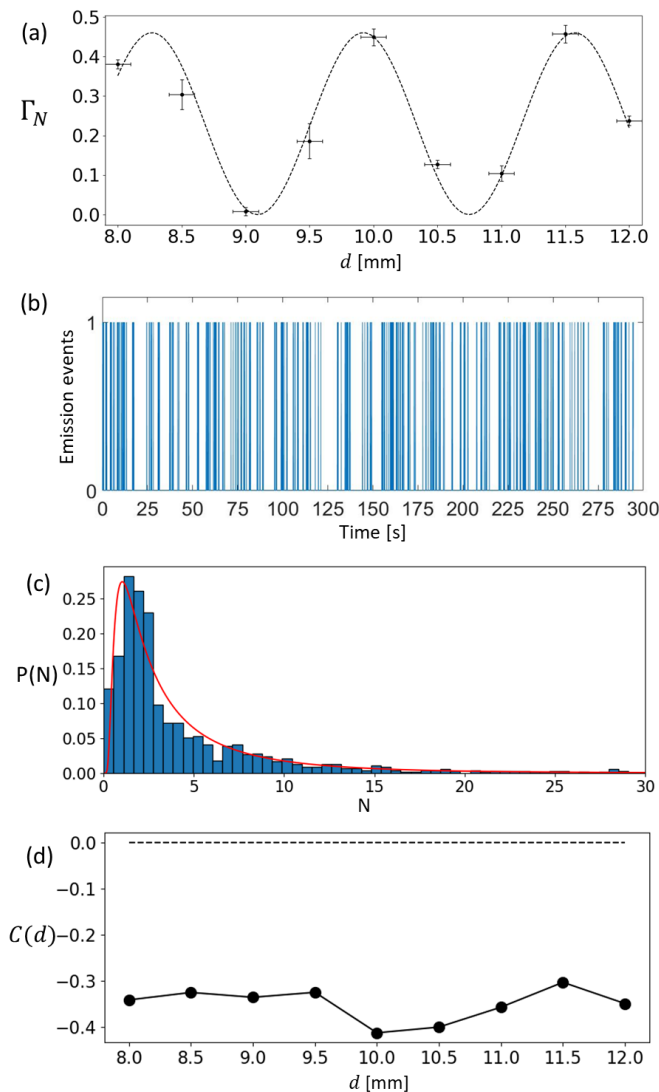 (a)
Γ_N
0.5
0.4
0.3
0.2
0.1
0.0
8.0 8.5 9.0 9.5 10.0 10.5 11.0 11.5 12.0
d [mm]
(b)
Emission events
1
0
0 25 50 75 100 125 150 175 200 225 250 275 300
Time [s]
(c)
P(N)
0.25
0.20
0.15
0.10
0.05
0.00
0 5 10 15 20 25 30
N
(d)
C(d)
0.0
−0.1
−0.2
−0.3
−0.4
8.0 8.5 9.0 9.5 10.0 10.5 11.0 11.5 12.0
d [mm]